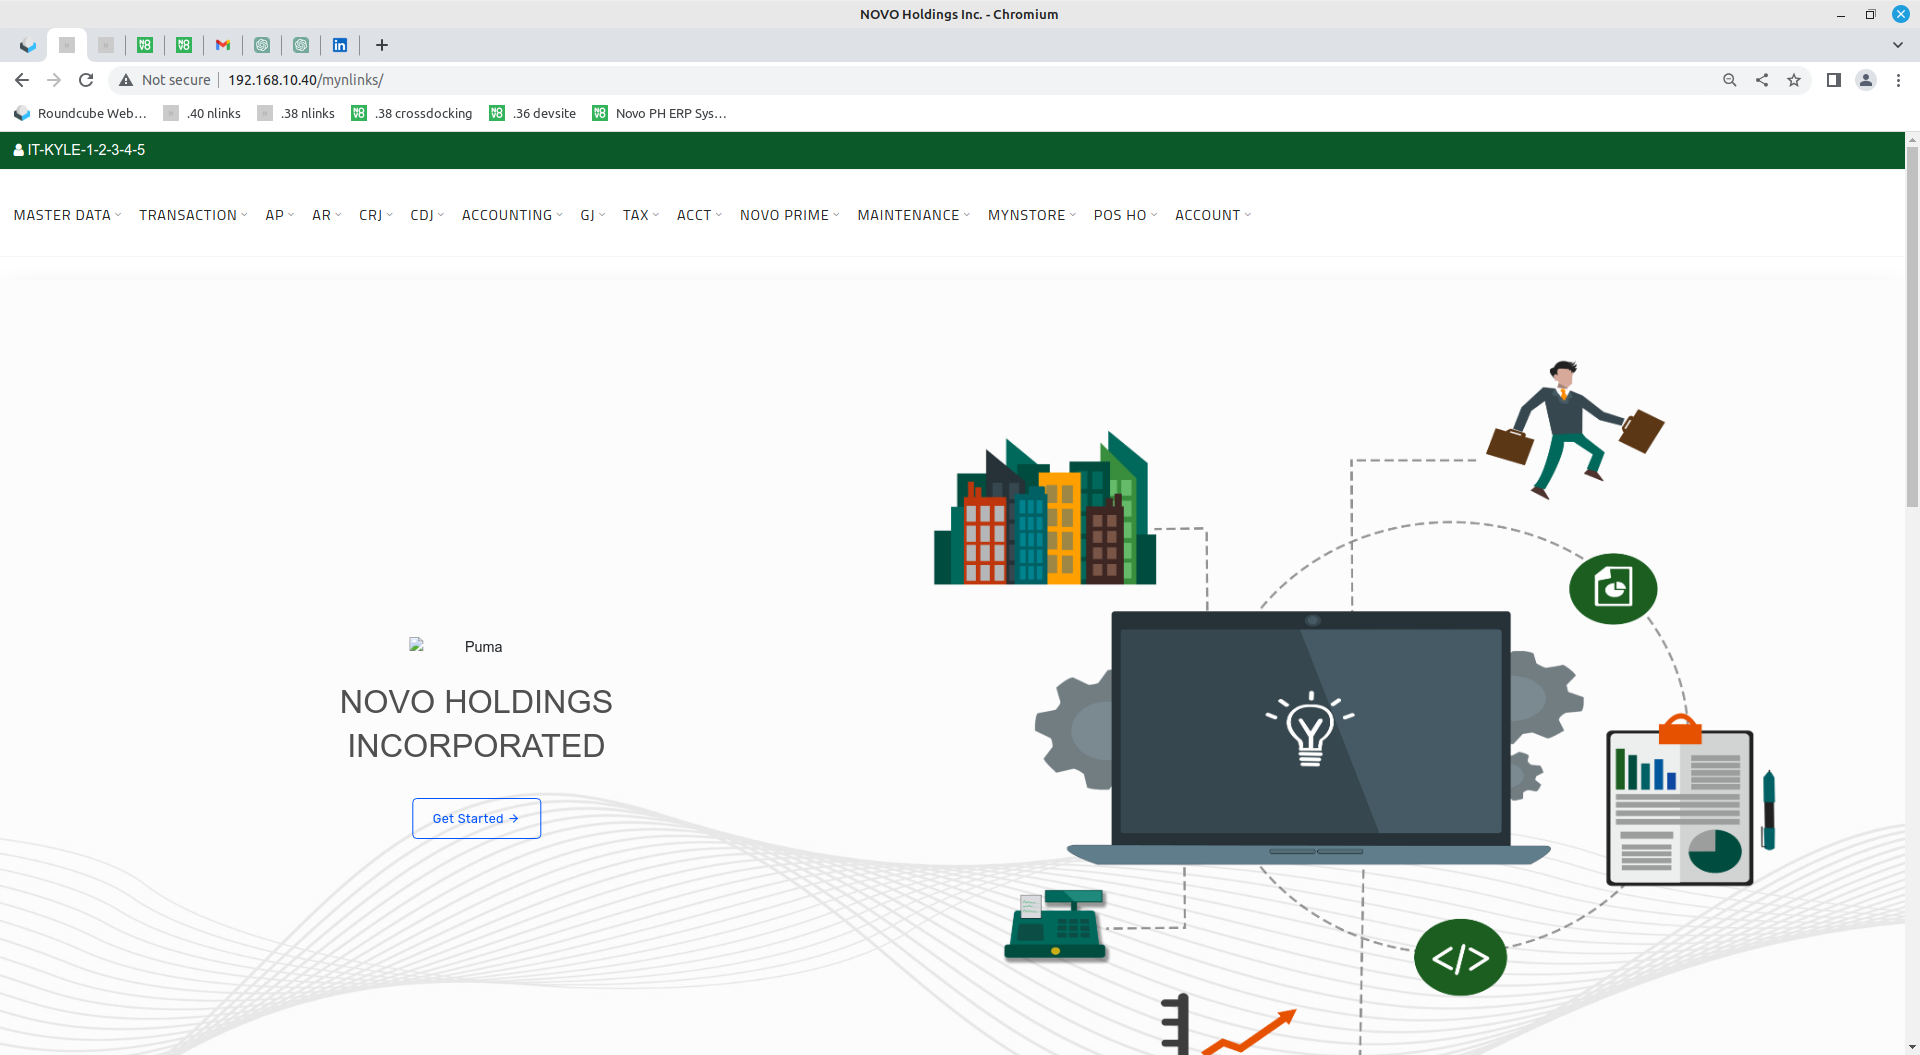 NOVO Holdings Inc. - Chromium
Not secure 192.168.10.40/mynlinks/
Roundcube Web... .40 nlinks .38 nlinks .38 crossdocking .36 devsite Novo PH ERP Sys...
IT-KYLE-1-2-3-4-5
MASTER DATA TRANSACTION AP AR CRJ CDJ ACCOUNTING GJ TAX ACCT NOVO PRIME MAINTENANCE MYNSTORE POS HO ACCOUNT
Puma
NOVO HOLDINGS
INCORPORATED
Get Started →